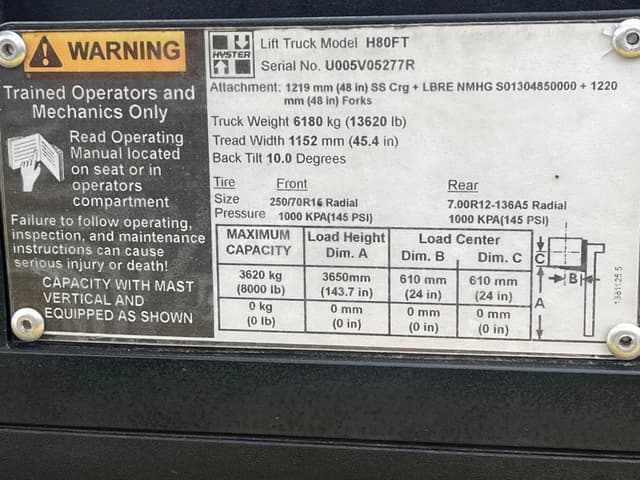 WARNING
Trained Operators and
Mechanics Only
Read Operating
Manual located
on seat or in
operators
compartment
Failure to follow operating,
inspection, and maintenance
instructions can cause
serious injury or death!
CAPACITY WITH MAST
VERTICAL AND
EQUIPPED AS SHOWN
HYSTER
Lift Truck Model H80FT
Serial No. U005V05277R
Attachment: 1219 mm (48 in) SS Crg + LBRE NMHG S01304850000 + 1220
mm (48 in) Forks
Truck Weight 6180 kg (13620 lb)
Tread Width 1152 mm (45.4 in)
Back Tilt 10.0 Degrees
Tire Front Rear
Size 250/70R16 Radial 7.00R12-136A5 Radial
Pressure 1000 KPA(145 PSI) 1000 KPA(145 PSI)
MAXIMUM Load Height Load Center
CAPACITY Dim. A Dim. B Dim. C
3620 kg 3650mm 610 mm 610 mm
(8000 lb) (143.7 in) (24 in) (24 in)
0 kg 0 mm 0 mm 0 mm
(0 lb) (0 in) (0 in) (0 in)
C
B
A